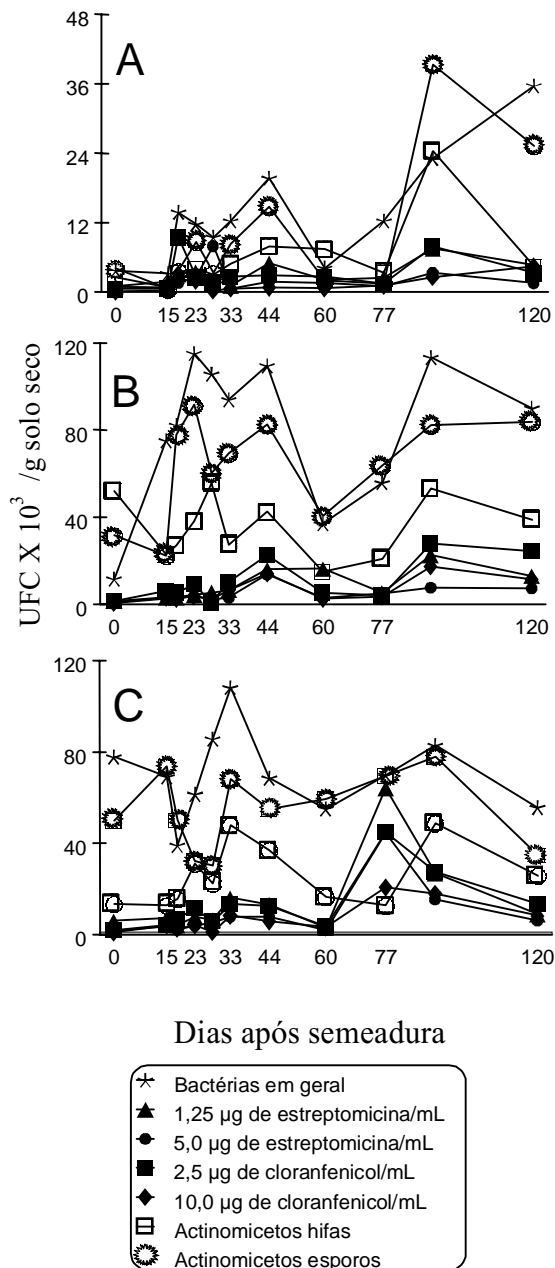 48
A
36
24
12
0
0 15 23 33 44 60 77 120
120
B
80
40
0
0 15 23 33 44 60 77 120
UFC X 10³ /g solo seco
120
C
80
40
0
0 15 23 33 44 60 77 120
Dias após semeadura
Bactérias em geral
1,25 µg de estreptomicina/mL
5,0 µg de estreptomicina/mL
2,5 µg de cloranfenicol/mL
10,0 µg de cloranfenicol/mL
Actinomicetos hifas
Actinomicetos esporos